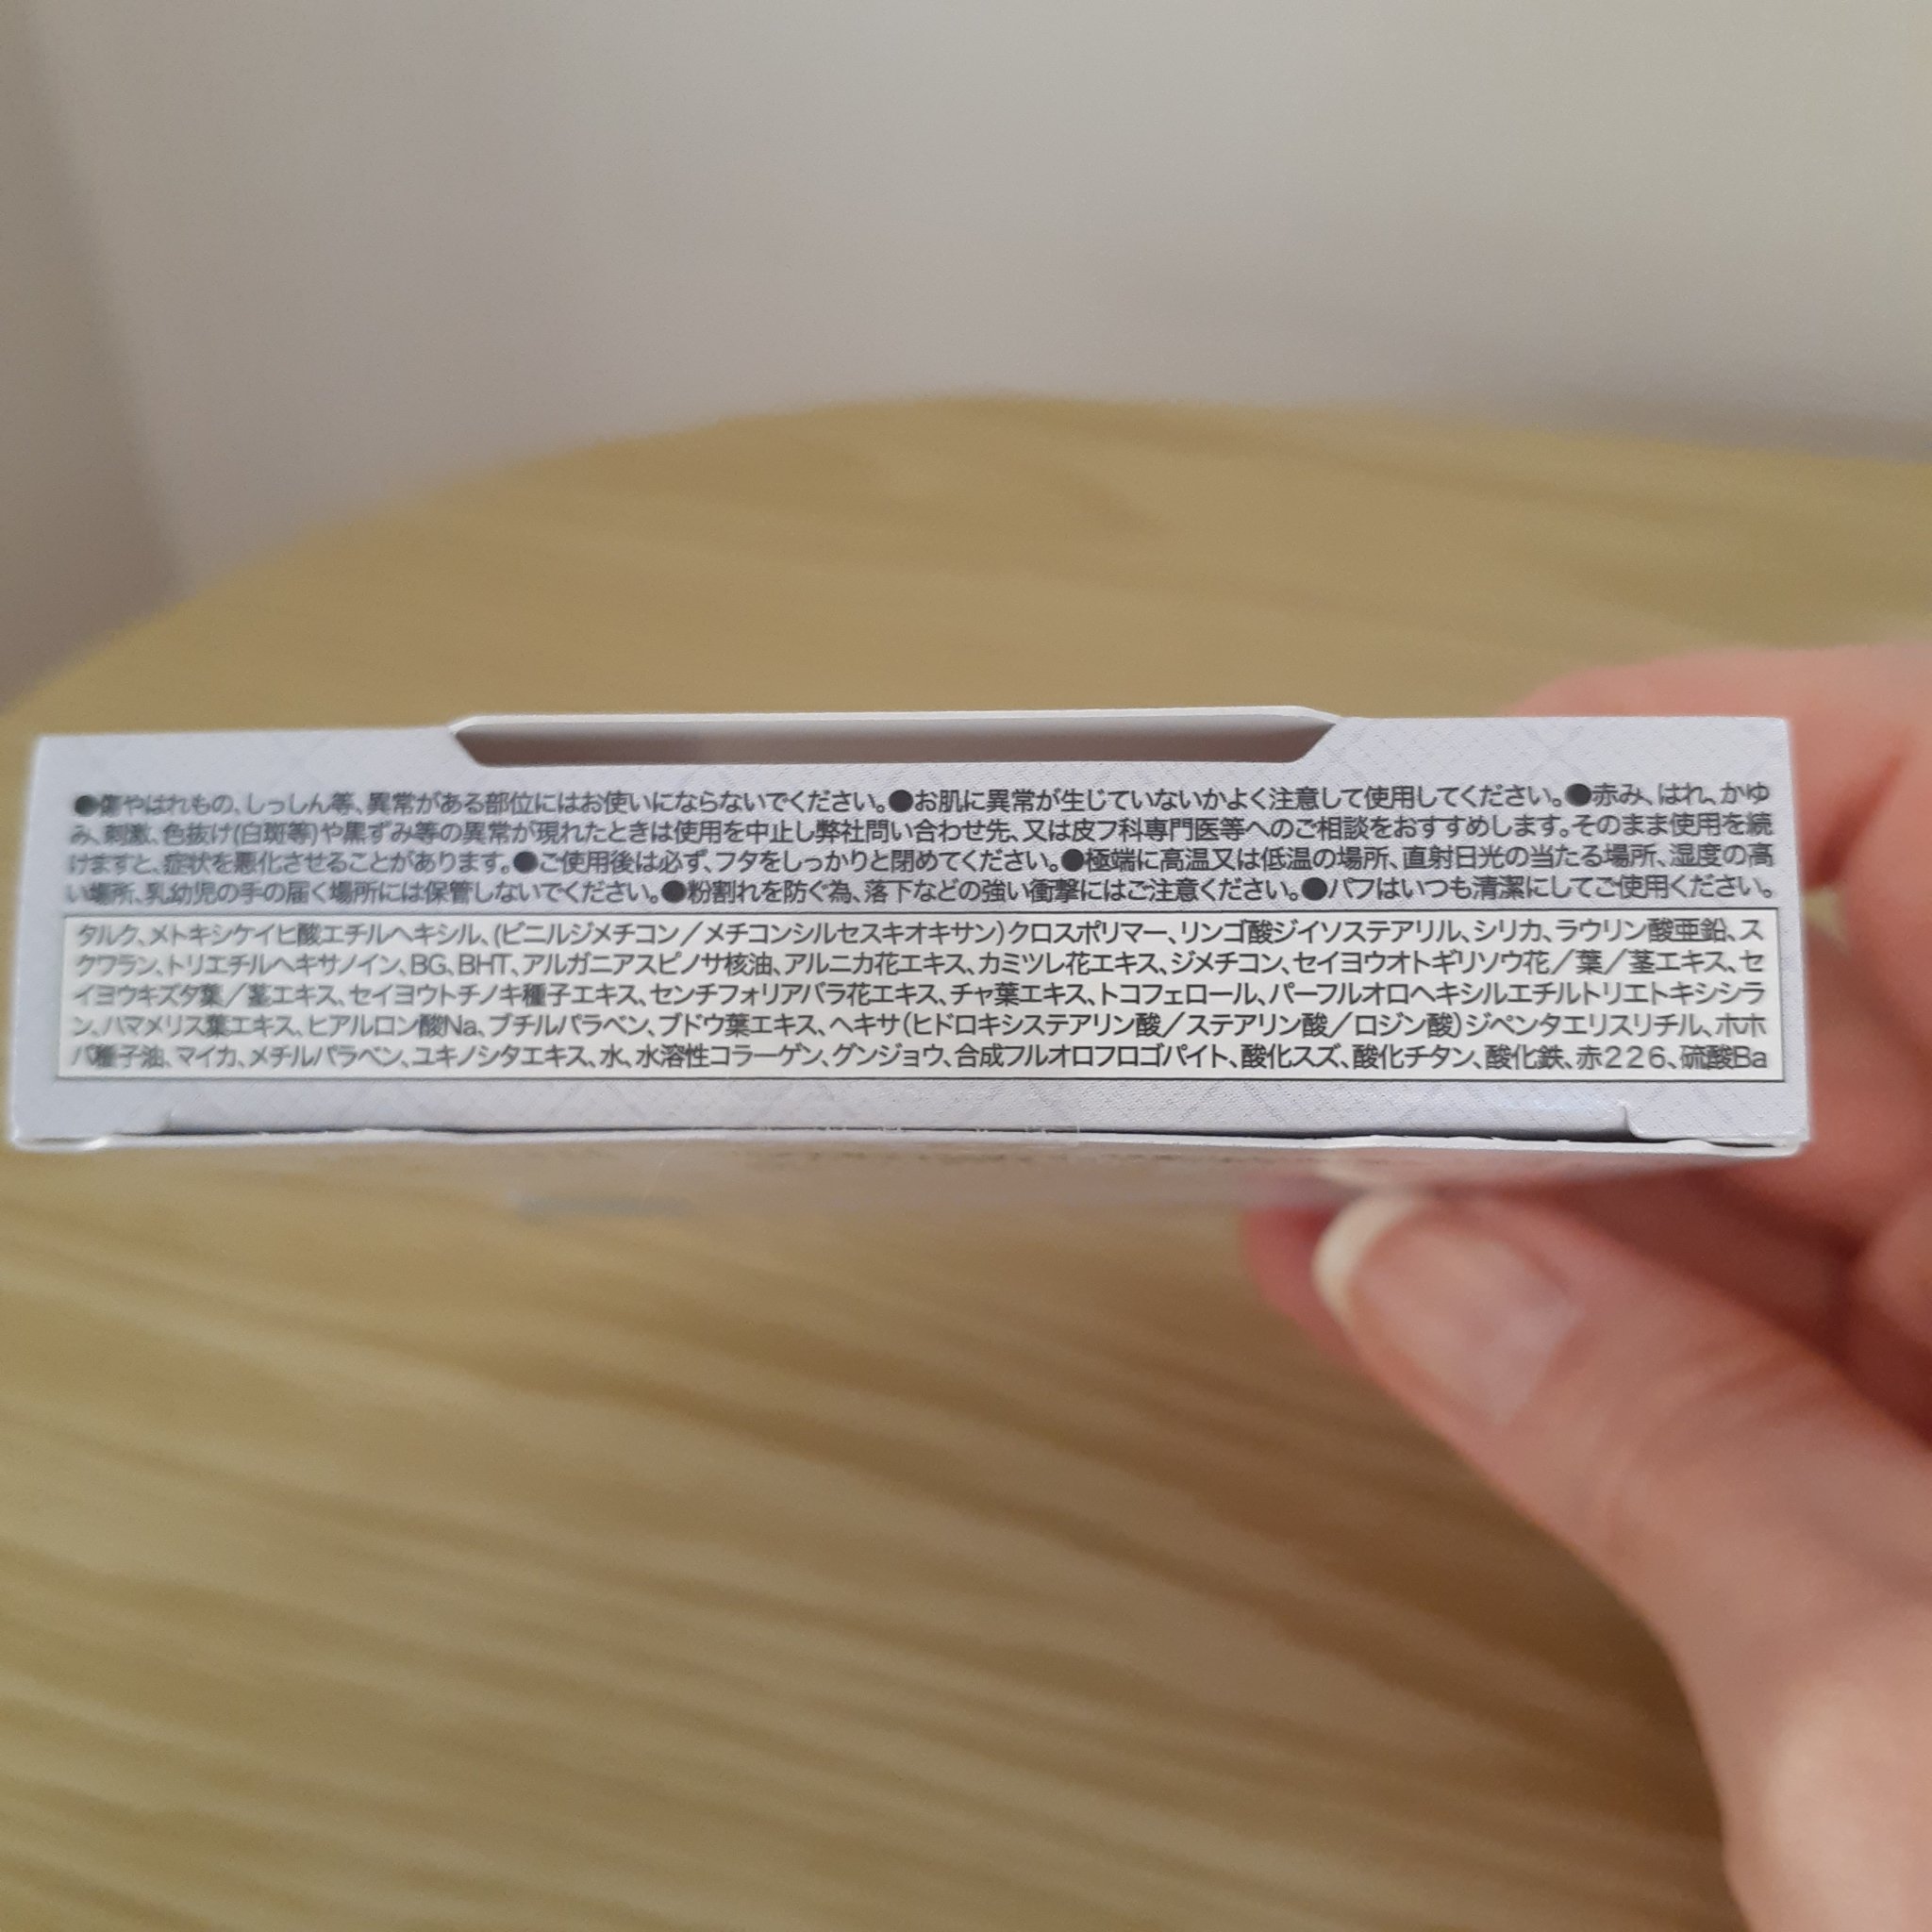 ●傷やはれもの、しっしん等、異常がある部位にはお使いにならないでください。●お肌に異常が生じていないかよく注意して使用してください。●赤み、はれ、かゆ
み、刺激、色抜け(白斑等)や黒ずみ等の異常が現れたときは使用を中止し弊社問い合わせ先、又は皮フ科専門医等へのご相談をおすすめします。そのまま使用を続
けますと、症状を悪化させることがあります。●ご使用後は必ず、フタをしっかりと閉めてください。●極端に高温又は低温の場所、直射日光の当たる場所、湿度の高
い場所、乳幼児の手の届く場所には保管しないでください。●粉割れを防ぐ為、落下などの強い衝撃にはご注意ください。●パフはいつも清潔にしてご使用ください。
タルク、メトキシケイヒ酸エチルヘキシル、(ビニルジメチコン/メチコンシルセスキオキサン)クロスポリマー、リンゴ酸ジイソステアリル、シリカ、ラウリン酸亜鉛、ス
クワラン、トリエチルヘキサノイン、BG、BHT、アルガニアスピノサ核油、アルニカ花エキス、カミツレ花エキス、ジメチコン、セイヨウオトギリソウ花/葉/茎エキス、セ
イヨウキズタ葉/茎エキス、セイヨウトチノキ種子エキス、センチフォリアバラ花エキス、チャ葉エキス、トコフェロール、パーフルオロヘキシルエチルトリエトキシシラ
ン、ハマメリス葉エキス、ヒアルロン酸Na、ブチルパラベン、ブドウ葉エキス、ヘキサ(ヒドロキシステアリン酸/ステアリン酸/ロジン酸)ジペンタエリスリチル、ホホ
バ種子油、マイカ、メチルパラベン、ユキノシタエキス、水、水溶性コラーゲン、グンジョウ、合成フルオロフロゴパイト、酸化スズ、酸化チタン、酸化鉄、赤226、硫酸Ba